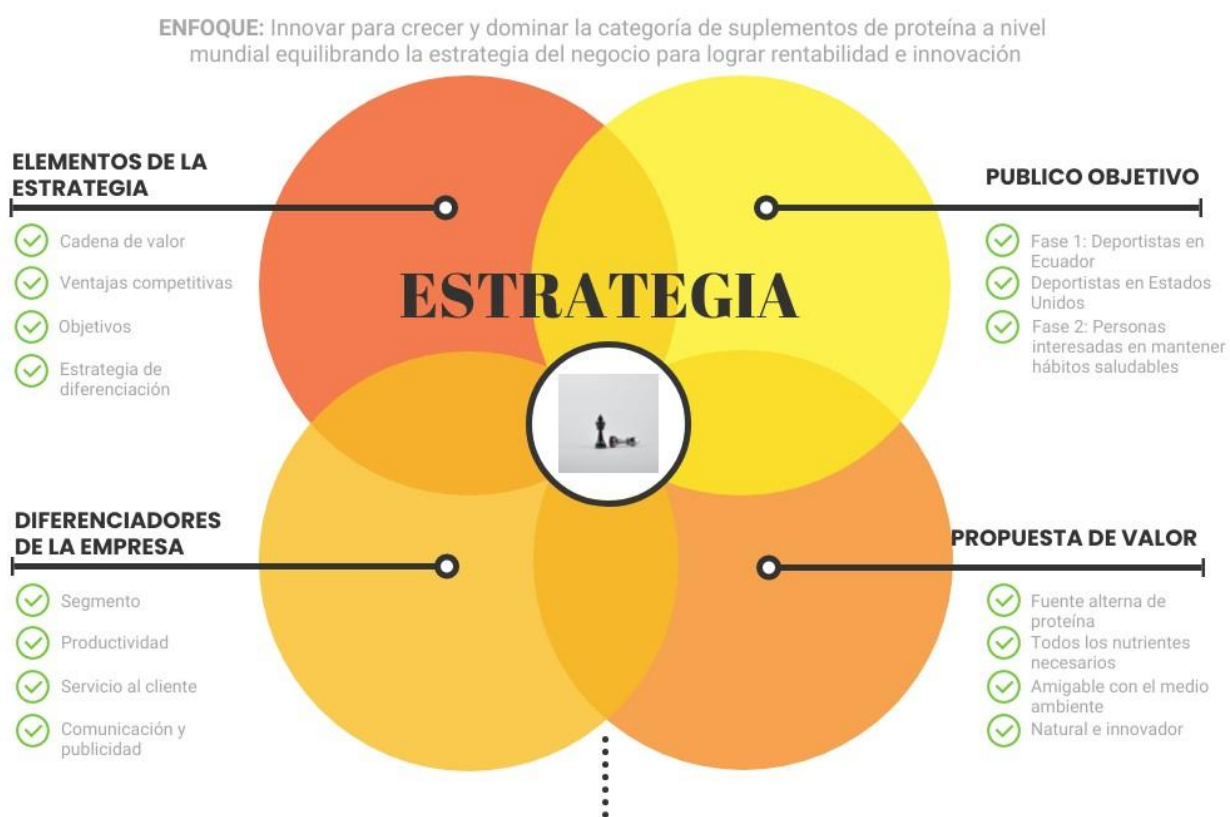 ENFOQUE: Innovar para crecer y dominar la categoría de suplementos de proteína a nivel
mundial equilibrando la estrategia del negocio para lograr rentabilidad e innovación
ELEMENTOS DE LA
ESTRATEGIA
Cadena de valor
Ventajas competitivas
Objetivos
Estrategia de
diferenciación
PUBLICO OBJETIVO
Fase 1: Deportistas en
Ecuador
Deportistas en Estados
Unidos
Fase 2: Personas
interesadas en mantener
hábitos saludables
ESTRATEGIA
DIFERENCIADORES
DE LA EMPRESA
Segmento
Productividad
Servicio al cliente
Comunicación y
publicidad
PROPUESTA DE VALOR
Fuente alterna de
proteína
Todos los nutrientes
necesarios
Amigable con el medio
ambiente
Natural e innovador